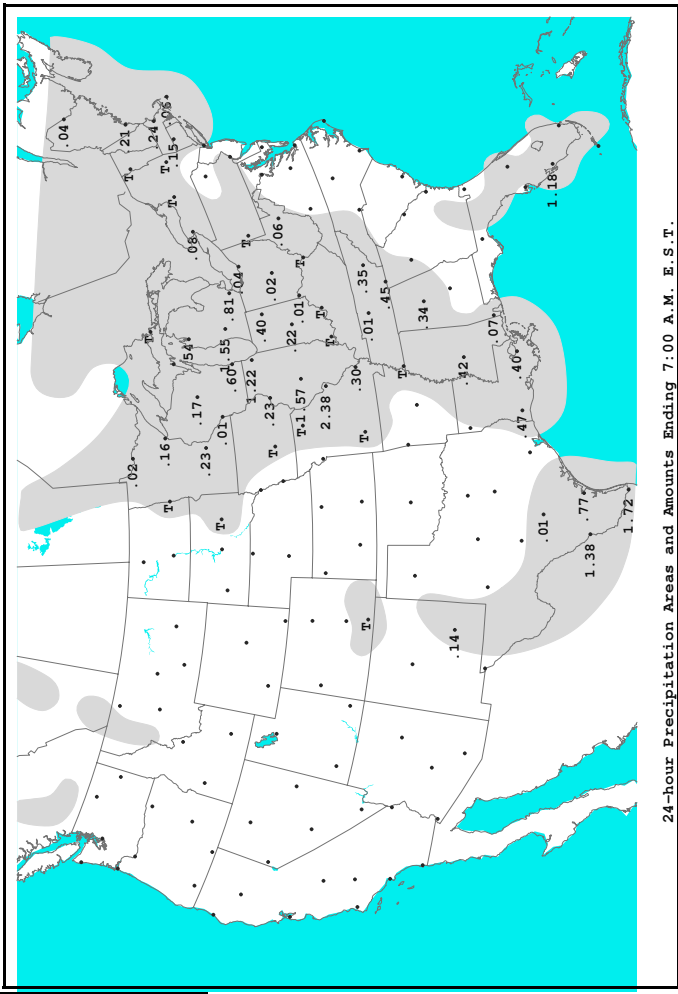 .04
.21
T
.02
T
.24
T
.06
.16
T
T
.15
.54
.08
.17
.23
T
.01
1.55
.81
.60
.04
T
1.22
.40
.23
.02
T
.06
.22
.01
T
T
1.57
T
2.38
T
.30
.35
T
T
.01
.45
T
.34
.14
.42
.07
.40
.47
.01
1.18
.77
1.38
1.72
24-hour Precipitation Areas and Amounts Ending 7:00 A.M. E.S.T.